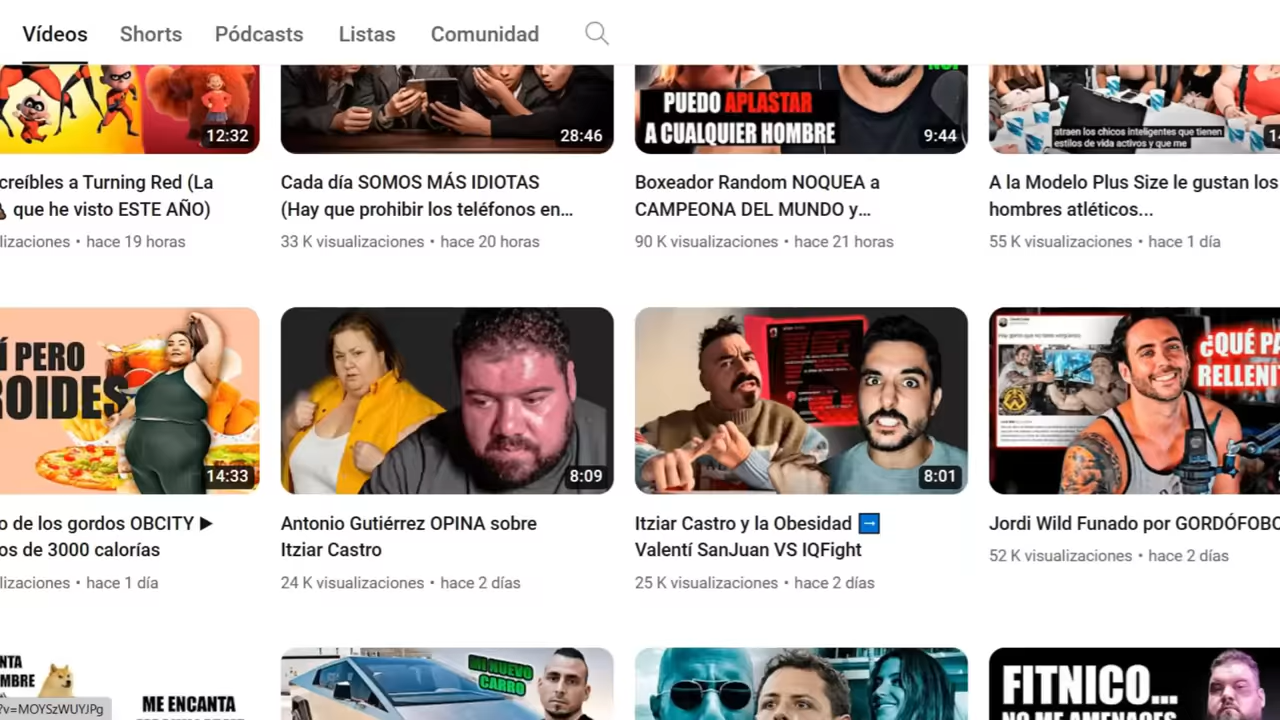 Vídeos Shorts Pódcasts Listas Comunidad
12:32
28:46
PUEDO APLASTAR
A CUALQUIER HOMBRE
9:44
atraen los chicos inteligentes que tienen
estilos de vida activos y que me
creíbles a Turning Red (La
que he visto ESTE AÑO)
lizaciones • hace 19 horas
Cada día SOMOS MÁS IDIOTAS
(Hay que prohibir los teléfonos en...
33 K visualizaciones • hace 20 horas
Boxeador Random NOQUEA a
CAMPEONA DEL MUNDO y...
90 K visualizaciones • hace 21 horas
A la Modelo Plus Size le gustan los
hombres atléticos...
55 K visualizaciones • hace 1 día
Í PERO
ROIDES
14:33
8:09
8:01
¿QUÉ PA
RELLENIT
o de los gordos OBCITY ▶
os de 3000 calorías
lizaciones • hace 1 día
Antonio Gutiérrez OPINA sobre
Itziar Castro
24 K visualizaciones • hace 2 días
Itziar Castro y la Obesidad ➡
Valentí SanJuan VS IQFight
25 K visualizaciones • hace 2 días
Jordi Wild Funado por GORDÓFOBO
52 K visualizaciones • hace 2 días
NTA
MBRE
?v=MOYSzWUYJPg
ME ENCANTA
MI NUEVO
CARRO
FITNICO...
NO ME AMENACES